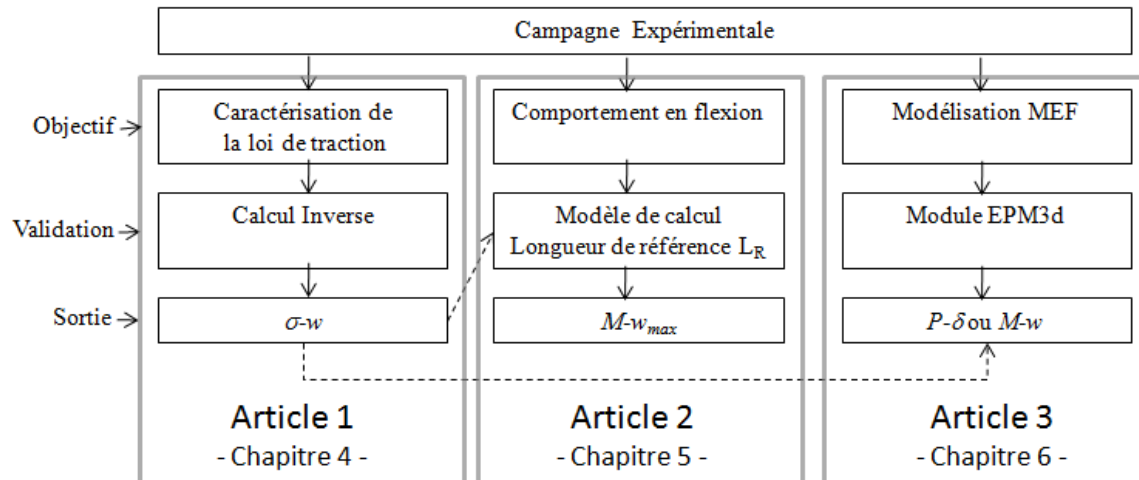 Campagne Expérimentale
Objectif
Caractérisation de
la loi de traction
Comportement en flexion
Modélisation MEF
Validation
Calcul Inverse
Modèle de calcul
Longueur de référence L_R
Module EPM3d
Sortie
σ-w
M-w_max
P-δ ou M-w
Article 1
- Chapitre 4 -
Article 2
- Chapitre 5 -
Article 3
- Chapitre 6 -